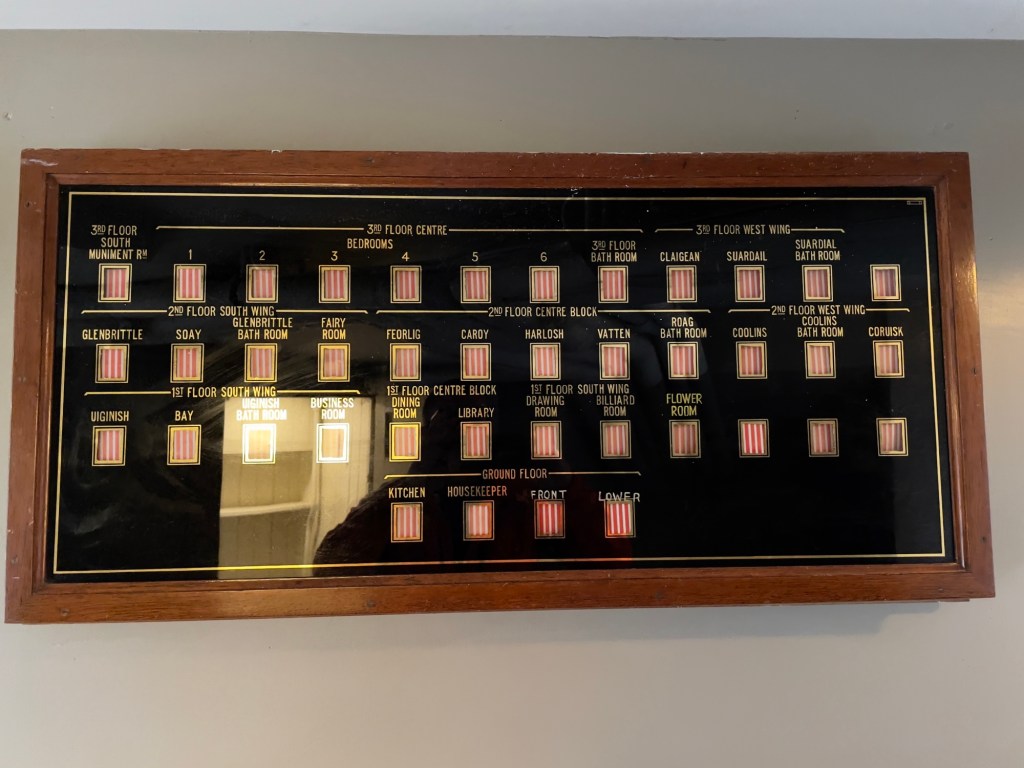 3RD FLOOR CENTRE
3RD FLOOR WEST WING
3RD FLOOR
SOUTH
MUNIMENT RM
BEDROOMS
1 2 3 4 5 6
3RD FLOOR
BATH ROOM
CLAIGEAN
SUARDAIL
SUARDIAL
BATH ROOM
2ND FLOOR SOUTH WING
2ND FLOOR CENTRE BLOCK
2ND FLOOR WEST WING
GLENBRITTLE
SOAY
GLENBRITTLE
BATH ROOM
FAIRY
ROOM
FEORLIG
CAROY
HARLOSH
VATTEN
ROAG
BATH ROOM
COOLINS
COOLINS
BATH ROOM
CORUISK
1ST FLOOR SOUTH WING
1ST FLOOR CENTRE BLOCK
1ST FLOOR SOUTH WING
UIGINISH
BAY
UIGINISH
BATH ROOM
BUSINESS
ROOM
DINING
ROOM
LIBRARY
DRAWING
ROOM
BILLIARD
ROOM
FLOWER
ROOM
GROUND FLOOR
KITCHEN
HOUSEKEEPER
FRONT
LOWER